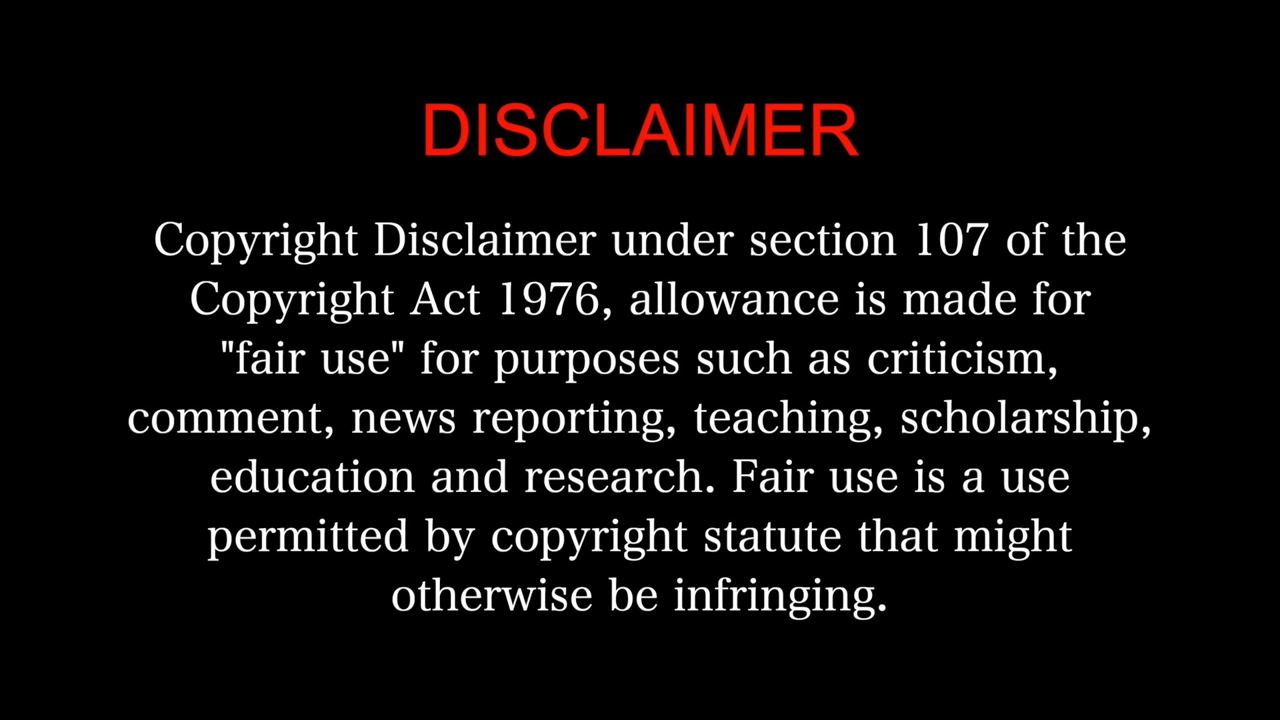 DISCLAIMER
Copyright Disclaimer under section 107 of the
Copyright Act 1976, allowance is made for
"fair use" for purposes such as criticism,
comment, news reporting, teaching, scholarship,
education and research. Fair use is a use
permitted by copyright statute that might
otherwise be infringing.